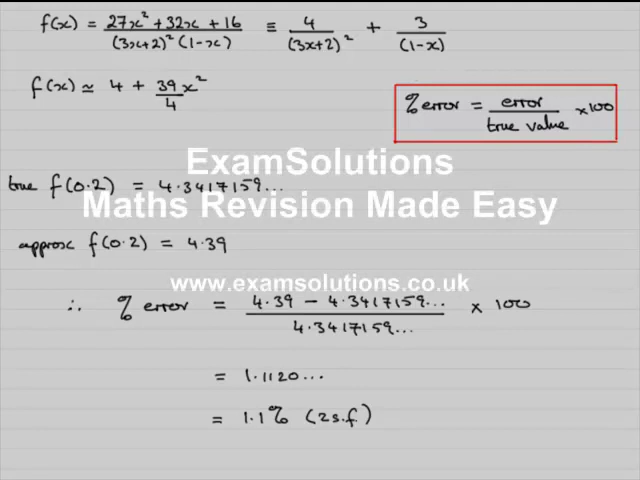 f(x) = 27x² + 32x + 16 / (3x+2)² (1-x) ≡ 4 / (3x+2)² + 3 / (1-x)
f(x) ≃ 4 + 39/4 x²
% error = error / true value × 100
ExamSolutions
true f(0.2) = 4.3417159...
Maths Revision Made Easy
approx f(0.2) = 4.39
www.examsolutions.co.uk
∴ % error = 4.39 - 4.3417159... / 4.3417159... × 100
= 1.1120...
= 1.1% (2s.f.)